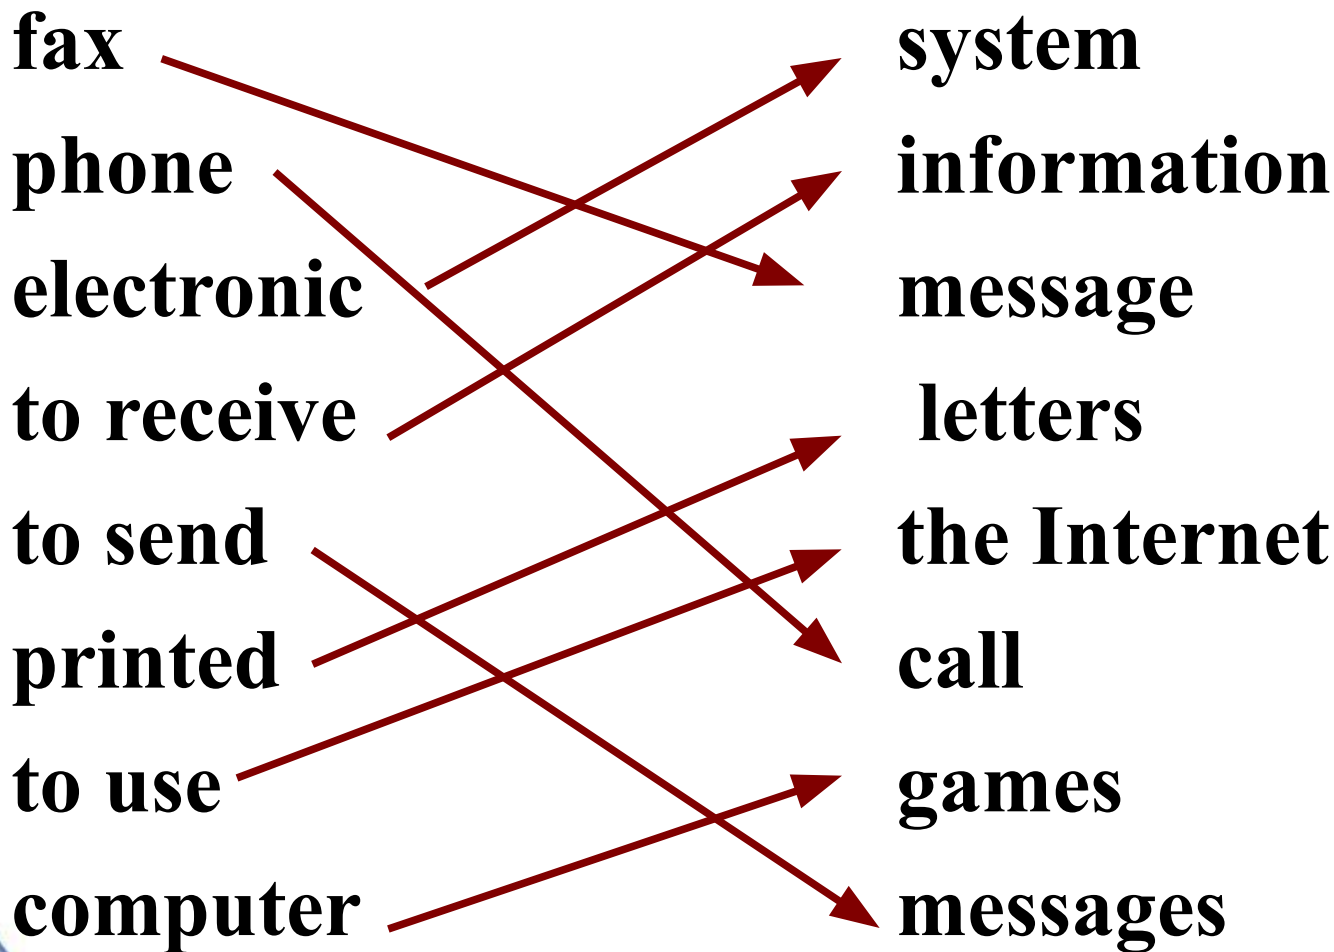 fax system
phone information
electronic message
to receive letters
to send the Internet
printed call
to use games
computer messages